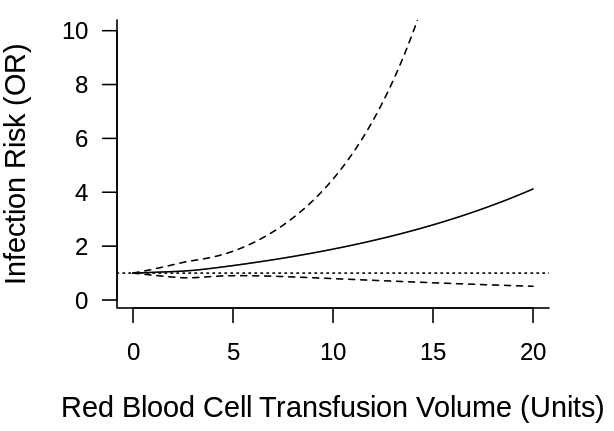 Infection Risk (OR)
10
8
6
4
2
0
0 5 10 15 20
Red Blood Cell Transfusion Volume (Units)